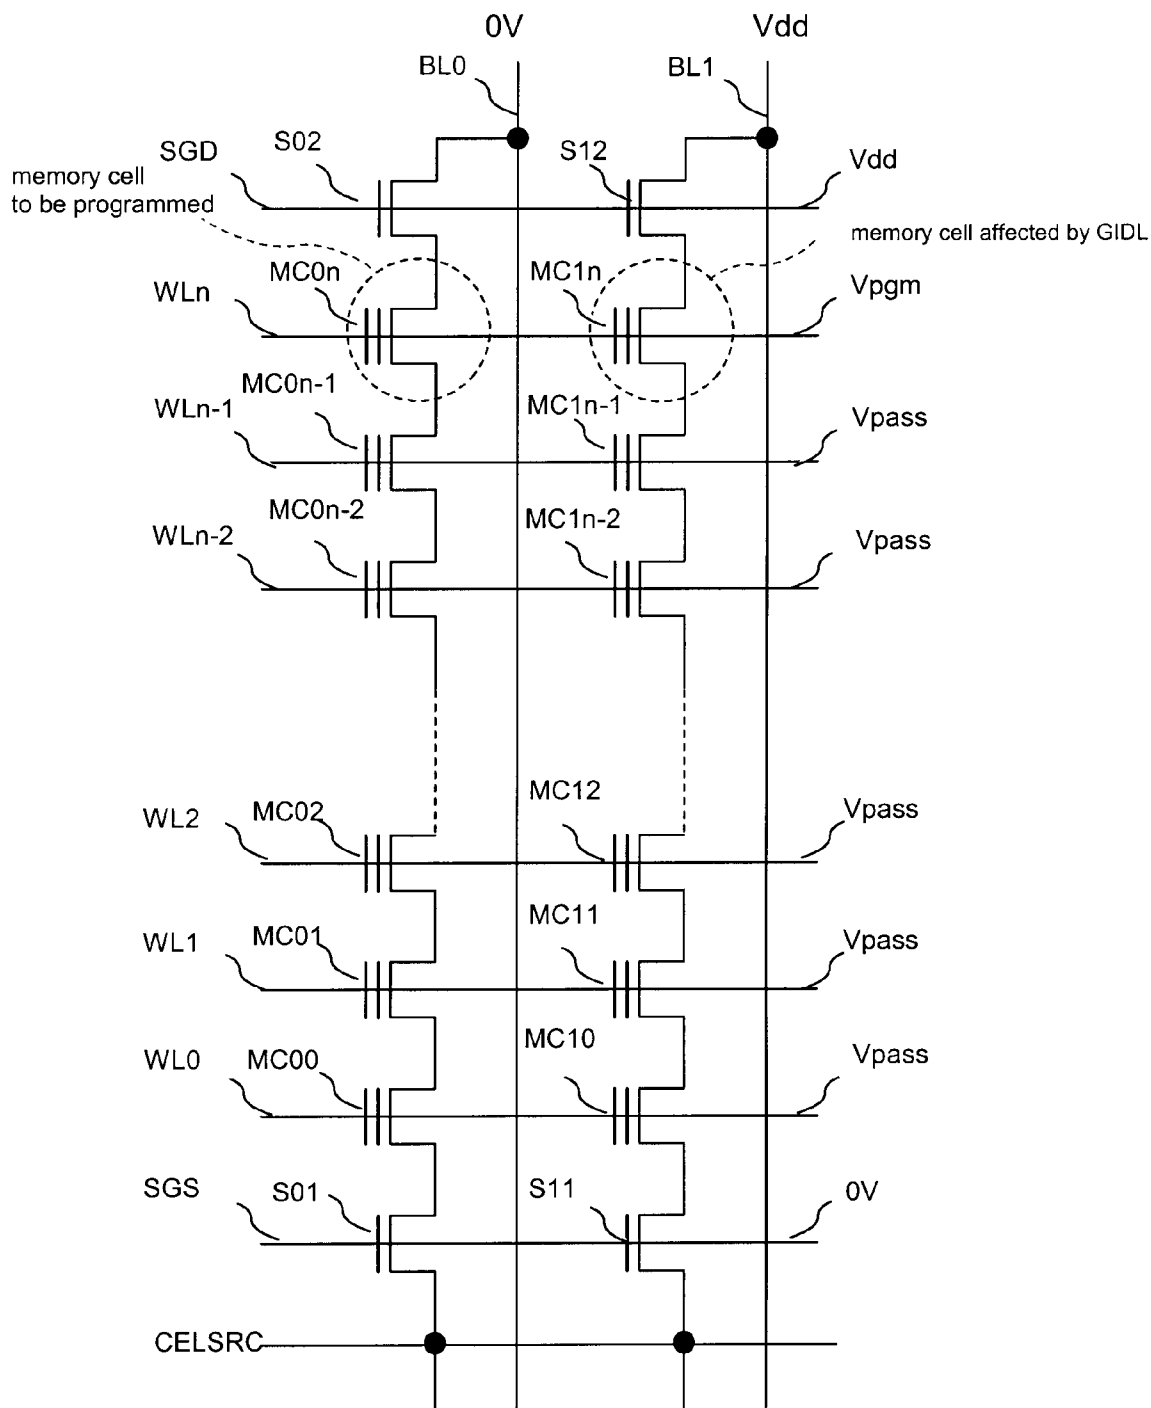 0V Vdd
BL0 BL1
SGD S02 S12 Vdd
memory cell
to be programmed
memory cell affected by GIDL
WLn MC0n MC1n Vpgm
WLn-1 MC0n-1 MC1n-1 Vpass
WLn-2 MC0n-2 MC1n-2 Vpass
WL2 MC02 MC12 Vpass
WL1 MC01 MC11 Vpass
WL0 MC00 MC10 Vpass
SGS S01 S11 0V
CELSRC